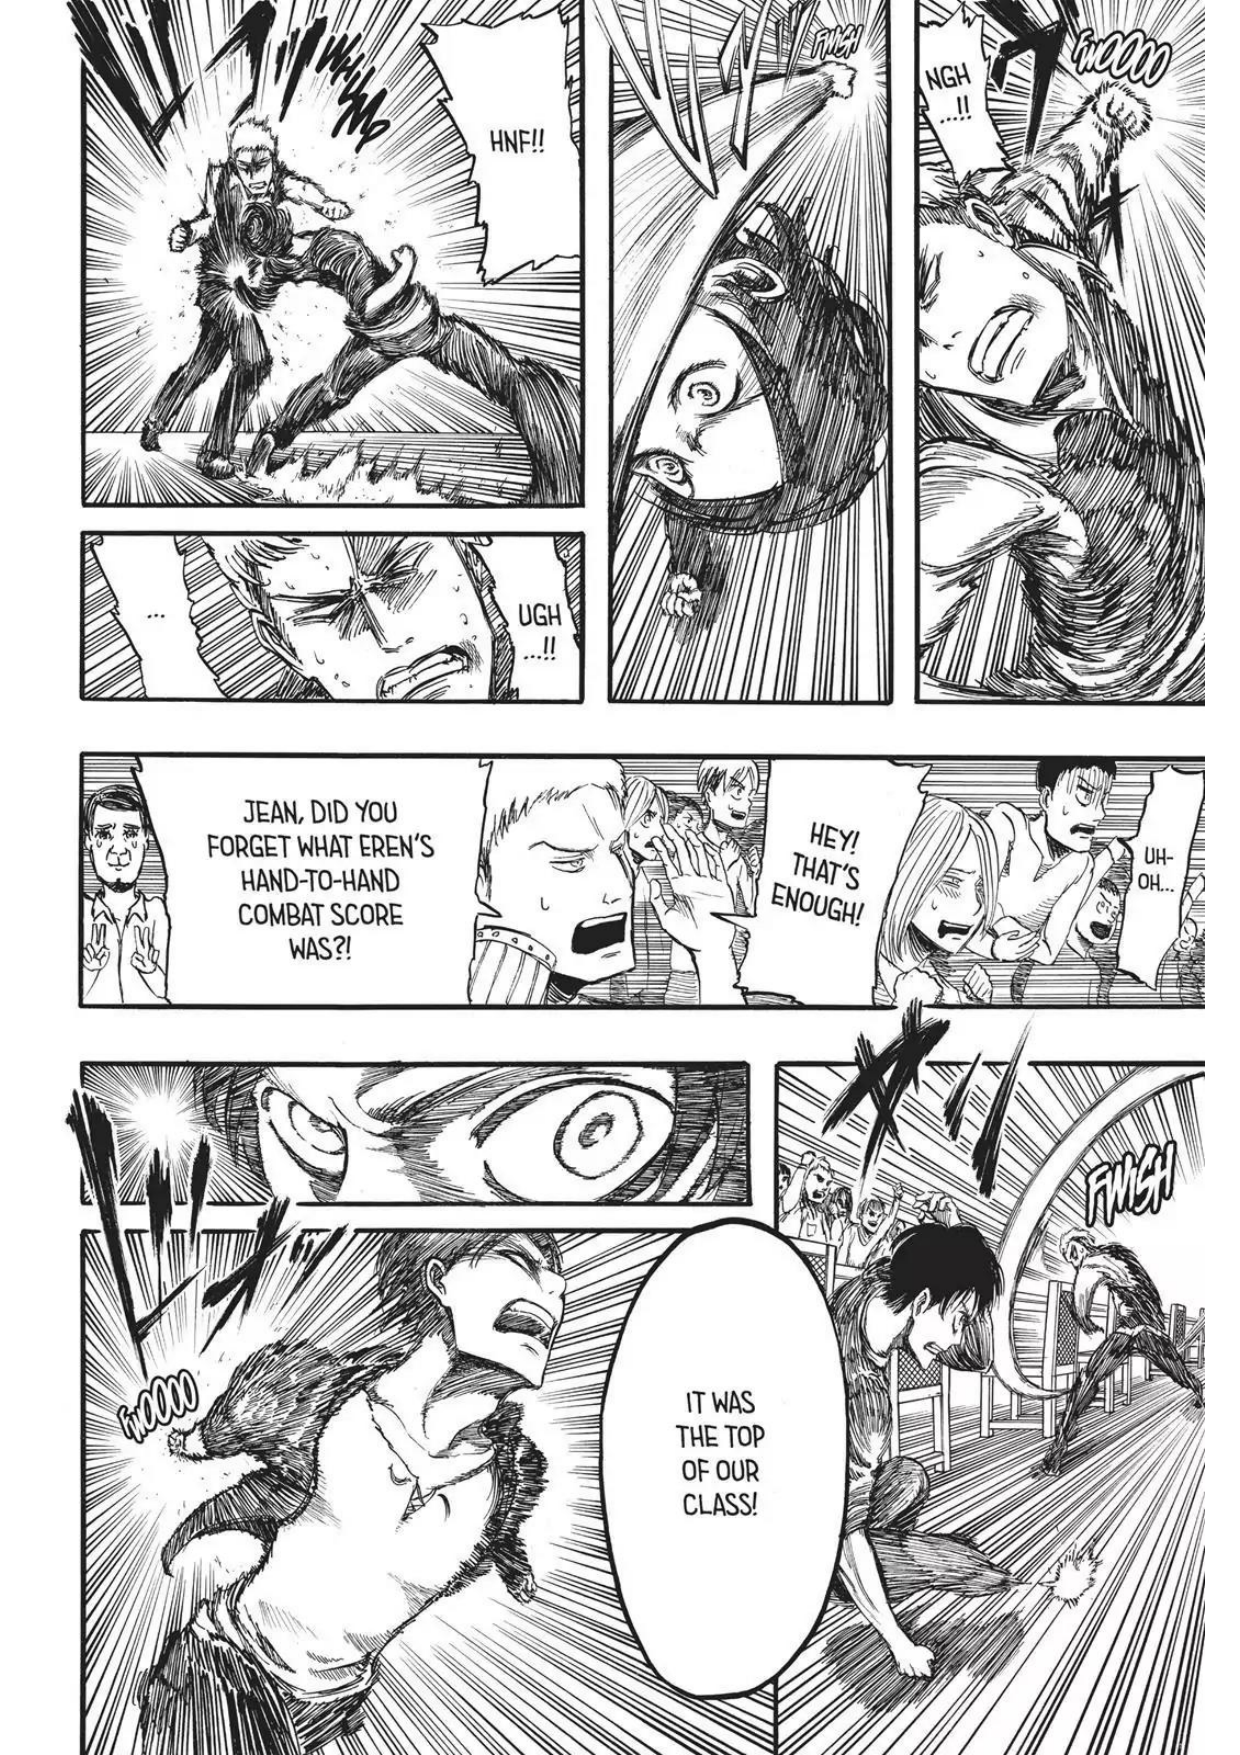 NGH
...!!
FWOOOO
FWISH
HNF!!
WHUMP
UGH
...!!
...
UH-
OH...
HEY!
THAT'S
ENOUGH!
JEAN, DID YOU
FORGET WHAT EREN'S
HAND-TO-HAND
COMBAT SCORE
WAS?!
FWISH
IT WAS
THE TOP
OF OUR
CLASS!
FWOOOO